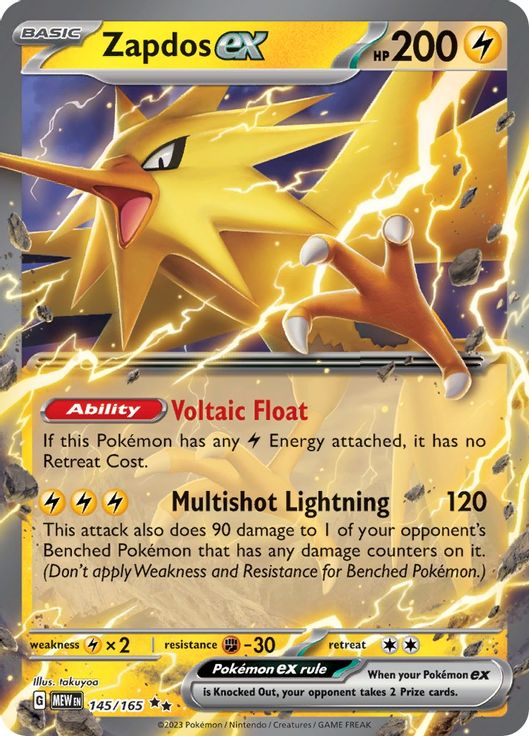 BASIC
Zapdos ex
HP 200
Ability Voltaic Float
If this Pokémon has any Energy attached, it has no
Retreat Cost.
Multishot Lightning 120
This attack also does 90 damage to 1 of your opponent's
Benched Pokémon that has any damage counters on it.
(Don't apply Weakness and Resistance for Benched Pokémon.)
weakness ×2 resistance -30 retreat
Illus. takuyoa
Pokémon ex rule
When your Pokémon ex
is Knocked Out, your opponent takes 2 Prize cards.
G MEW EN 145/165
©2023 Pokémon / Nintendo / Creatures / GAME FREAK